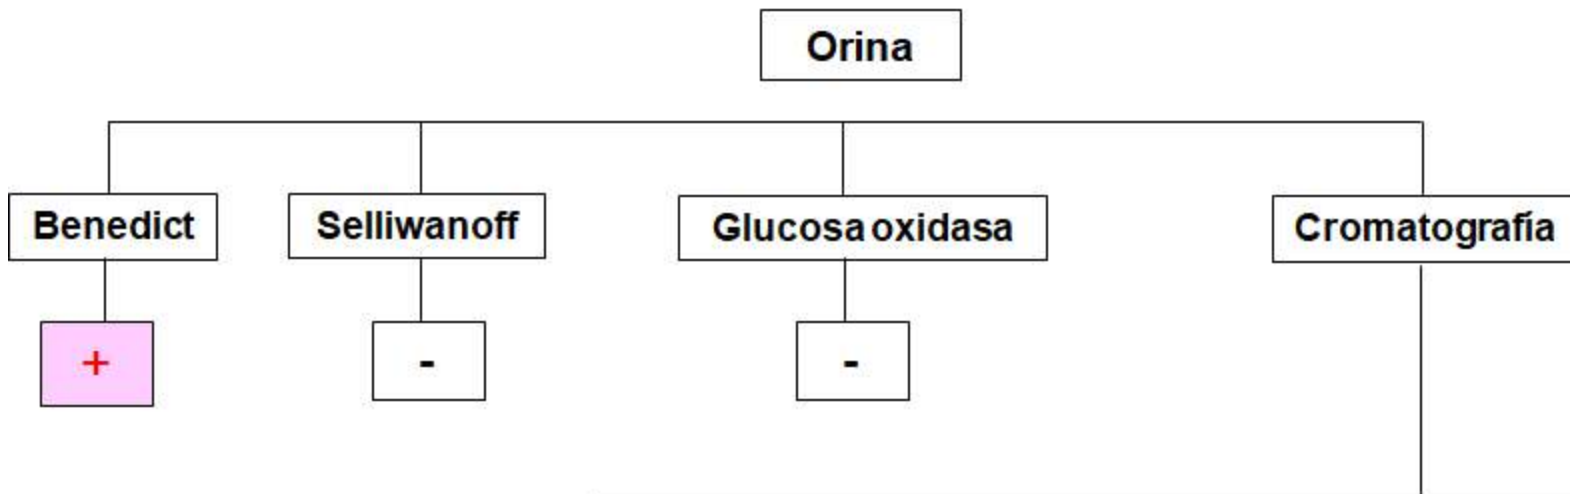 Orina
Benedict
Selliwanoff
Glucosa oxidasa
Cromatografía
+
-
-